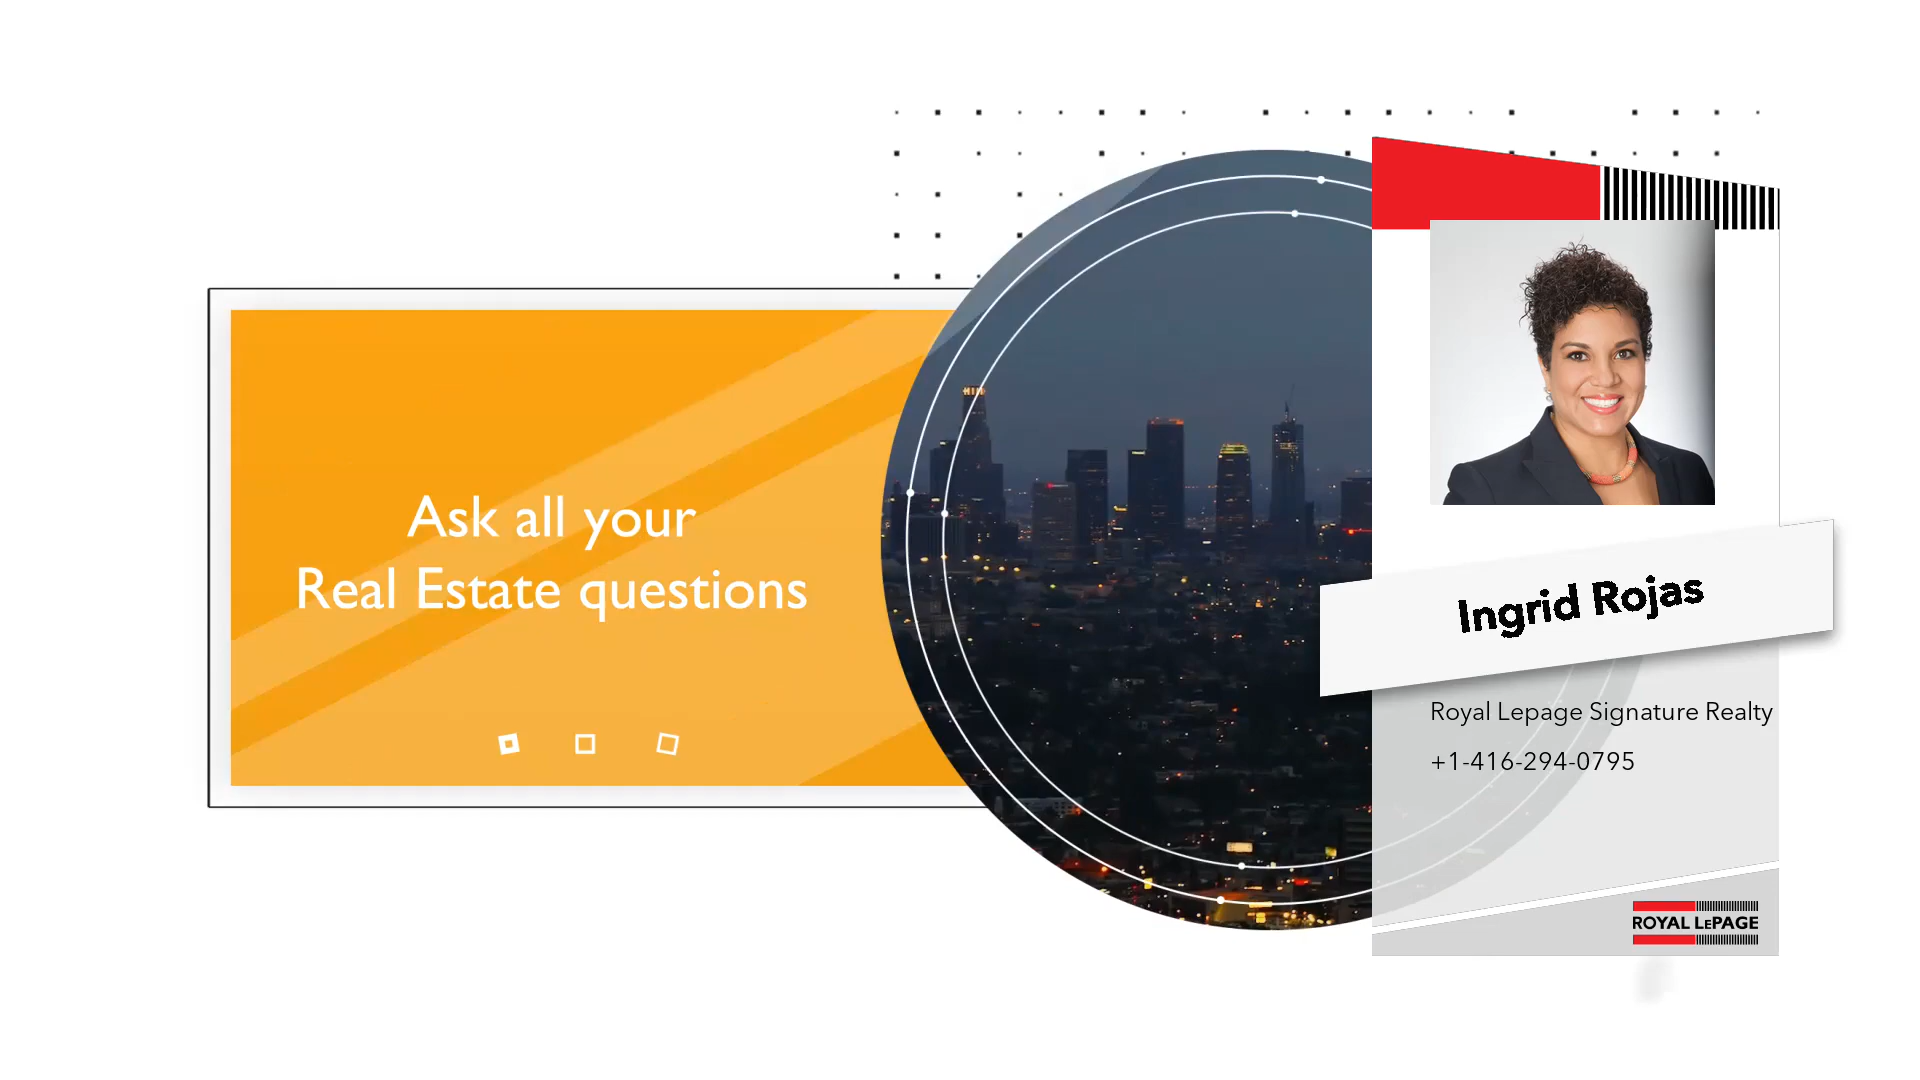 Ask all your
Real Estate questions
Ingrid Rojas
Royal Lepage Signature Realty
+1-416-294-0795
ROYAL LEPAGE